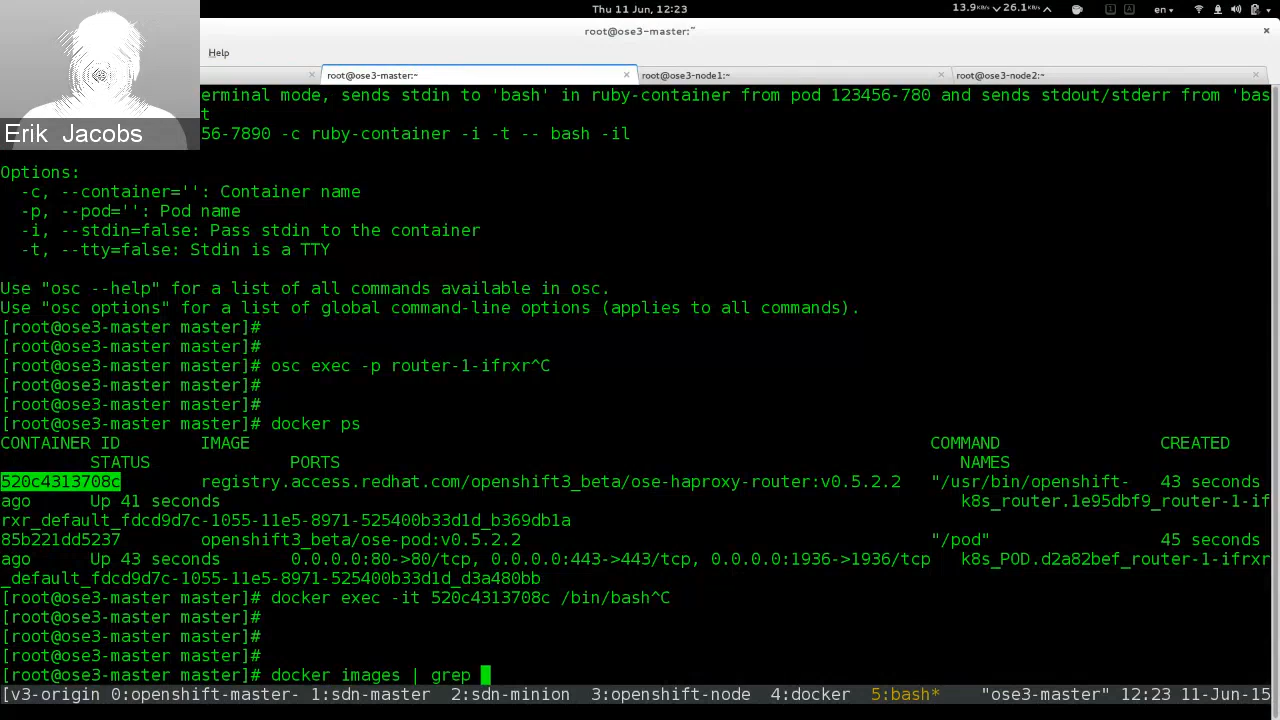 Thu 11 Jun, 12:23
13.9 KB/s 26.1 KB/s
1 A en
root@ose3-master:~
Help
root@ose3-master:~
root@ose3-node1:~
root@ose3-node2:~
erminal mode, sends stdin to 'bash' in ruby-container from pod 123456-780 and sends stdout/stderr from 'bas
t
Erik Jacobs
56-7890 -c ruby-container -i -t -- bash -il
Options:
-c, --container='': Container name
-p, --pod='': Pod name
-i, --stdin=false: Pass stdin to the container
-t, --tty=false: Stdin is a TTY
Use "osc --help" for a list of all commands available in osc.
Use "osc options" for a list of global command-line options (applies to all commands).
[root@ose3-master master]#
[root@ose3-master master]#
[root@ose3-master master]# osc exec -p router-1-ifrxr^C
[root@ose3-master master]#
[root@ose3-master master]#
[root@ose3-master master]# docker ps
CONTAINER ID IMAGE COMMAND CREATED
STATUS PORTS NAMES
520c4313708c registry.access.redhat.com/openshift3_beta/ose-haproxy-router:v0.5.2.2 "/usr/bin/openshift- 43 seconds
ago Up 41 seconds k8s_router.1e95dbf9_router-1-if
rxr_default_fdcd9d7c-1055-11e5-8971-525400b33d1d_b369db1a
85b221dd5237 openshift3_beta/ose-pod:v0.5.2.2 "/pod" 45 seconds
ago Up 43 seconds 0.0.0.0:80->80/tcp, 0.0.0.0:443->443/tcp, 0.0.0.0:1936->1936/tcp k8s_POD.d2a82bef_router-1-ifrxr
_default_fdcd9d7c-1055-11e5-8971-525400b33d1d_d3a480bb
[root@ose3-master master]# docker exec -it 520c4313708c /bin/bash^C
[root@ose3-master master]#
[root@ose3-master master]#
[root@ose3-master master]#
[root@ose3-master master]# docker images | grep
[v3-origin 0:openshift-master- 1:sdn-master 2:sdn-minion 3:openshift-node 4:docker 5:bash* "ose3-master" 12:23 11-Jun-15